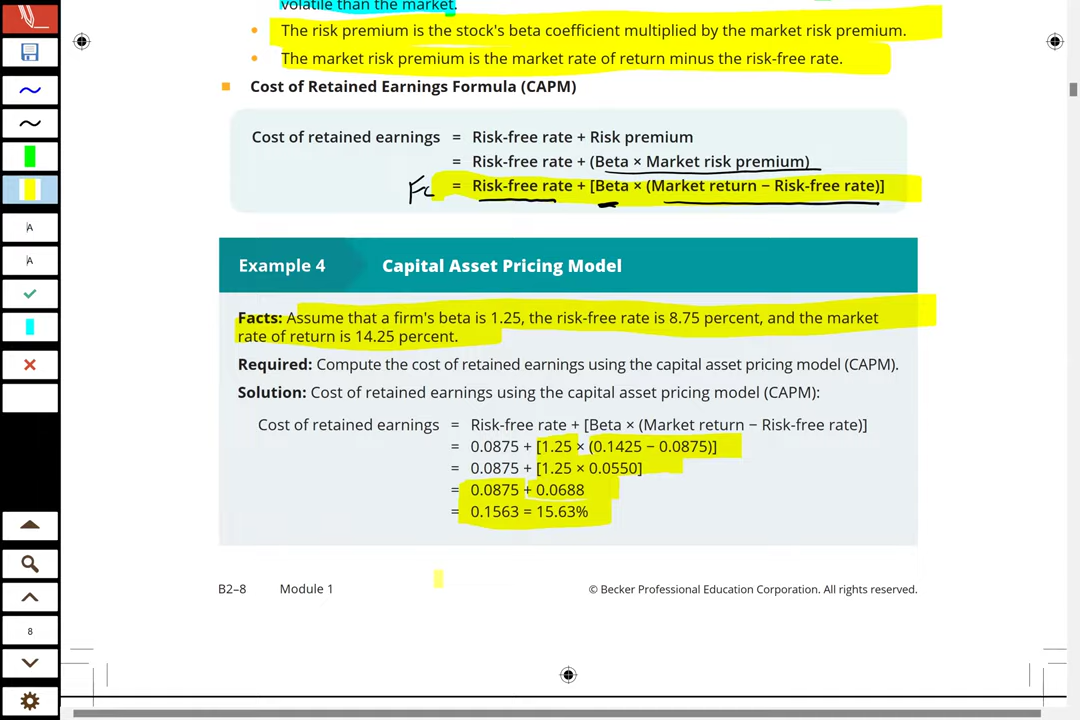 volatile than the market.
• The risk premium is the stock's beta coefficient multiplied by the market risk premium.
• The market risk premium is the market rate of return minus the risk-free rate.
■ Cost of Retained Earnings Formula (CAPM)
Cost of retained earnings = Risk-free rate + Risk premium
= Risk-free rate + (Beta × Market risk premium)
= Risk-free rate + [Beta × (Market return − Risk-free rate)]
Example 4 Capital Asset Pricing Model
Facts: Assume that a firm's beta is 1.25, the risk-free rate is 8.75 percent, and the market
rate of return is 14.25 percent.
Required: Compute the cost of retained earnings using the capital asset pricing model (CAPM).
Solution: Cost of retained earnings using the capital asset pricing model (CAPM):
Cost of retained earnings = Risk-free rate + [Beta × (Market return − Risk-free rate)]
= 0.0875 + [1.25 × (0.1425 − 0.0875)]
= 0.0875 + [1.25 × 0.0550]
= 0.0875 + 0.0688
= 0.1563 = 15.63%
B2–8 Module 1 © Becker Professional Education Corporation. All rights reserved.
A
A
8